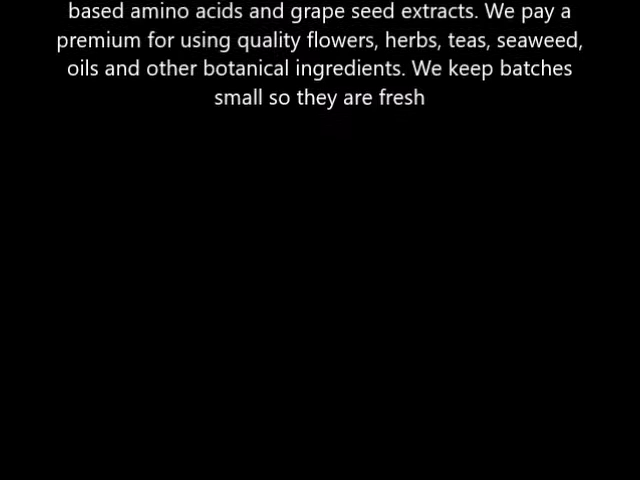 based amino acids and grape seed extracts. We pay a
premium for using quality flowers, herbs, teas, seaweed,
oils and other botanical ingredients. We keep batches
small so they are fresh